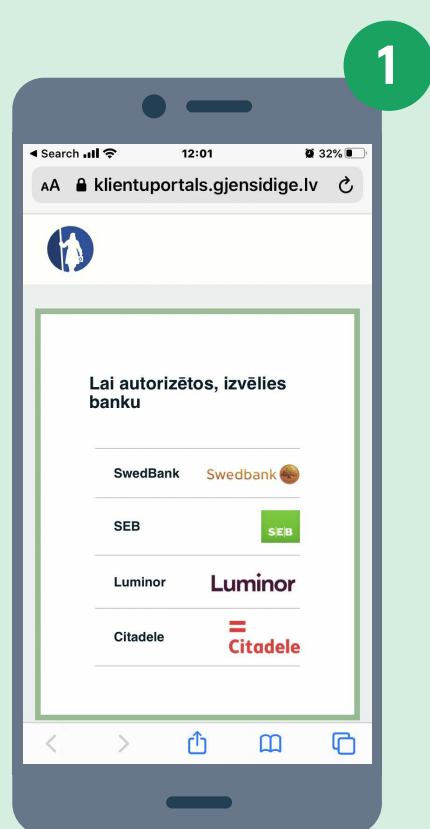 1
Search
12:01
32%
AA klientuportals.gjensidige.lv
Lai autorizētos, izvēlies
banku
SwedBank Swedbank
SEB SEB
Luminor Luminor
Citadele Citadele